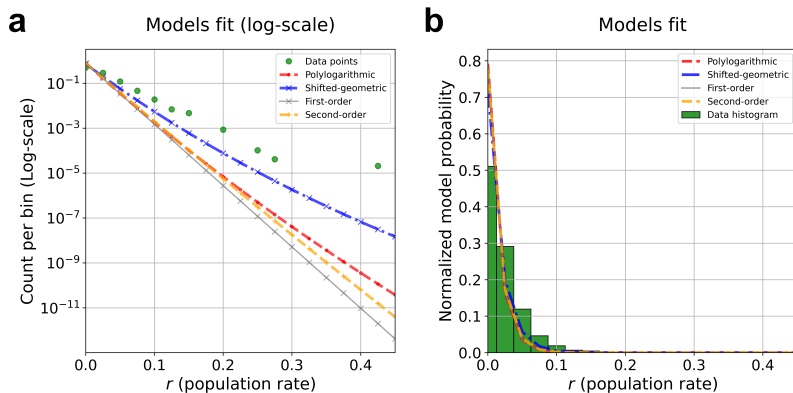 a
Models fit (log-scale)
Count per bin (Log-scale)
10⁻¹
10⁻³
10⁻⁵
10⁻⁷
10⁻⁹
10⁻¹¹
Data points
Polylogarithmic
Shifted-geometric
First-order
Second-order
0.0 0.1 0.2 0.3 0.4
r (population rate)
b
Models fit
Normalized model probability
0.8
0.7
0.6
0.5
0.4
0.3
0.2
0.1
0.0
Polylogarithmic
Shifted-geometric
First-order
Second-order
Data histogram
0.0 0.1 0.2 0.3 0.4
r (population rate)